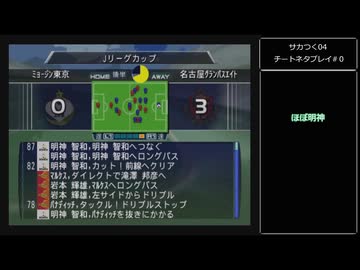 Jリーグカップ
ミョージン東京
HOME 後半 AWAY
名古屋グランパスエイト
0
3
87 明神 智和,明神 智和へつなぐ
明神 智和,明神 智和へロングパス
82 明神 智和,カット!前線へクリア
マルケス,ダイレクトで滝澤 邦彦へ
岩本 輝雄,マルケスへロングパス
岩本 輝雄,左サイドからドリブル
78 パナディッチ,タックル!ドリブルストップ
明神 智和,パナディッチを抜きにかかる
サカつく04
チートネタプレイ#0
ほぼ明神